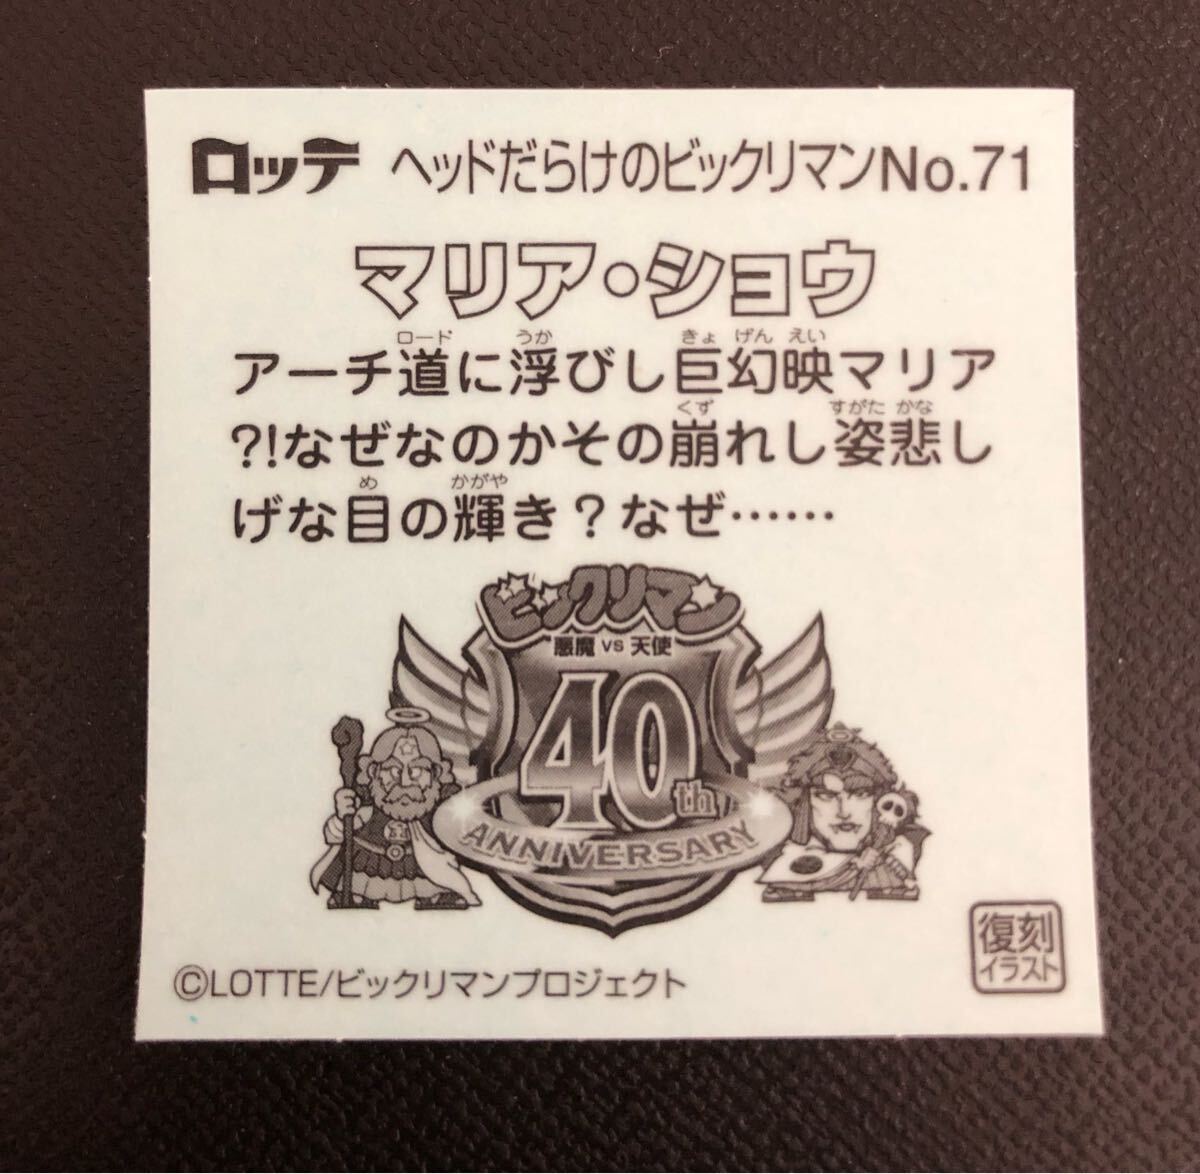 ロッテ ヘッドだらけのビックリマンNo.71
マリア・ショウ
ロード うか きょ げん えい
アーチ道に浮びし巨幻映マリア
くず すがた かな
?!なぜなのかその崩れし姿悲し
め かがや
げな目の輝き?なぜ……
ビックリマン
悪魔 VS 天使
40th
ANNIVERSARY
復刻
イラスト
©LOTTE/ビックリマンプロジェクト